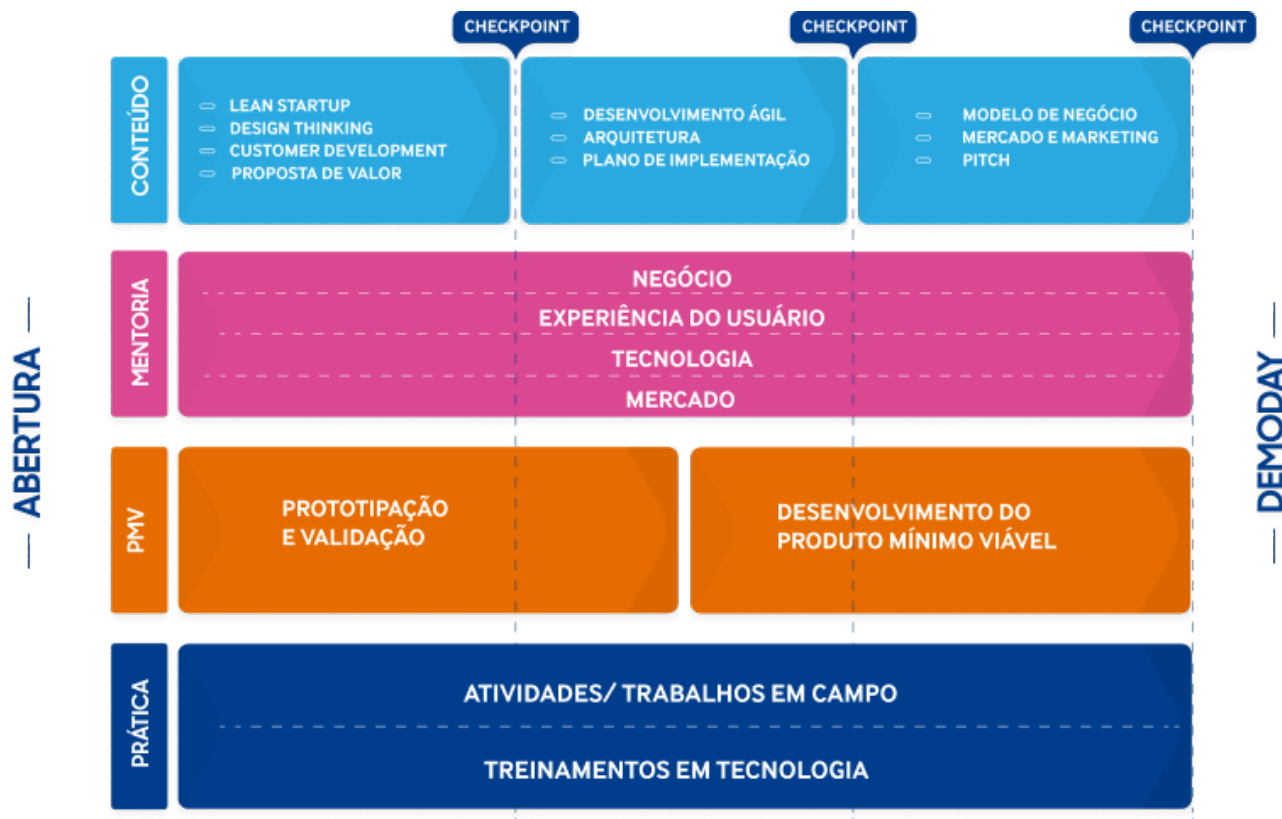 CHECKPOINT
CHECKPOINT
CHECKPOINT
ABERTURA
CONTEÚDO
LEAN STARTUP
DESIGN THINKING
CUSTOMER DEVELOPMENT
PROPOSTA DE VALOR
DESENVOLVIMENTO ÁGIL
ARQUITETURA
PLANO DE IMPLEMENTAÇÃO
MODELO DE NEGÓCIO
MERCADO E MARKETING
PITCH
MENTORIA
NEGÓCIO
EXPERIÊNCIA DO USUÁRIO
TECNOLOGIA
MERCADO
PMV
PROTOTIPAÇÃO
E VALIDAÇÃO
DESENVOLVIMENTO DO
PRODUTO MÍNIMO VIÁVEL
PRÁTICA
ATIVIDADES/ TRABALHOS EM CAMPO
TREINAMENTOS EM TECNOLOGIA
DEMODAY